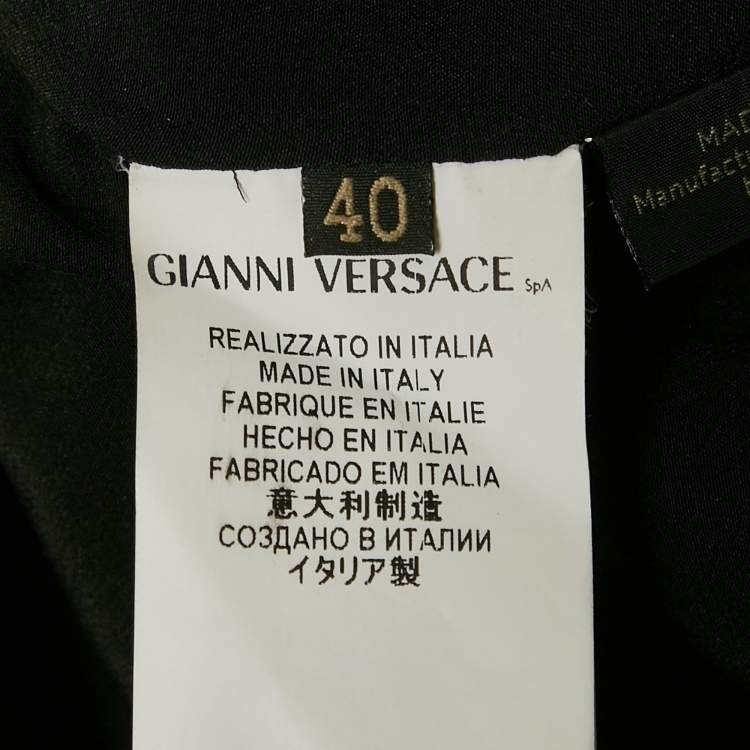 40
GIANNI VERSACE SpA
REALIZZATO IN ITALIA
MADE IN ITALY
FABRIQUE EN ITALIE
HECHO EN ITALIA
FABRICADO EM ITALIA
意大利制造
СОЗДАНО В ИТАЛИИ
イタリア製